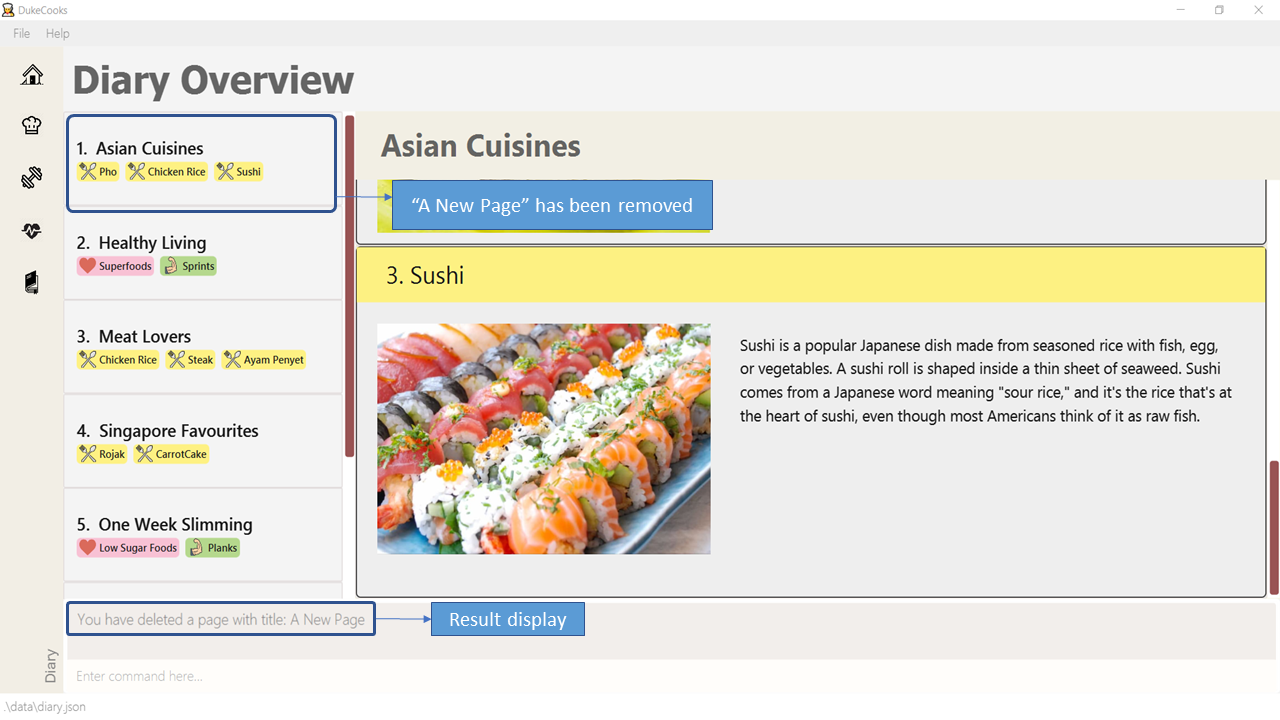 DukeCooks
File Help
Diary Overview
1. Asian Cuisines
Pho Chicken Rice Sushi
2. Healthy Living
Superfoods Sprints
3. Meat Lovers
Chicken Rice Steak Ayam Penyet
4. Singapore Favourites
Rojak CarrotCake
5. One Week Slimming
Low Sugar Foods Planks
Asian Cuisines
“A New Page” has been removed
3. Sushi
Sushi is a popular Japanese dish made from seasoned rice with fish, egg,
or vegetables. A sushi roll is shaped inside a thin sheet of seaweed. Sushi
comes from a Japanese word meaning "sour rice," and it's the rice that's at
the heart of sushi, even though most Americans think of it as raw fish.
You have deleted a page with title: A New Page
Result display
Diary
Enter command here...
.\data\diary.json